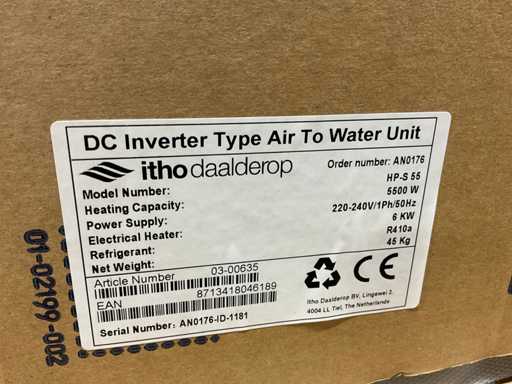 DC Inverter Type Air To Water Unit
itho daalderop
Order number: AN0176
Model Number: HP-S 55
Heating Capacity: 5500 W
Power Supply: 220-240V/1Ph/50Hz
Electrical Heater: 6 KW
Refrigerant: R410a
Net Weight: 45 Kg
Article Number 03-00635
EAN 8713418046189
Serial Number: AN0176-ID-1181
CE
Itho Daalderop BV, Lingewei 2,
4004 LL Tiel, The Netherlands
01-02199-002